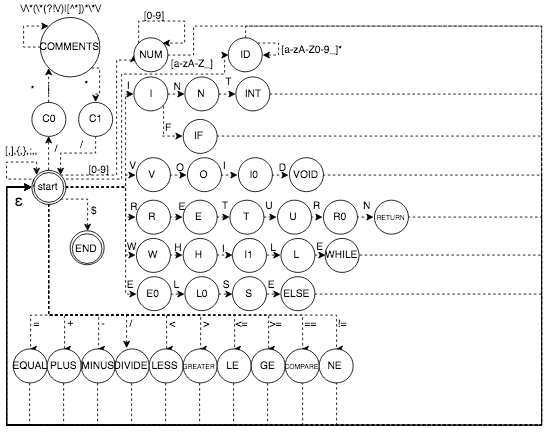 \/\*(\*(?!\/)|[^*])*\*\/
[0-9]
COMMENTS
NUM
ID
[a-zA-Z0-9_]*
[a-zA-Z_]
*
*
I
I
N
N
T
INT
C0
C1
F
IF
/
/
[,],{,},;,,
[0-9]
V
V
O
O
I
I0
D
VOID
start
ε
R
R
E
E
T
T
U
U
R
R0
N
RETURN
$
END
W
W
H
H
I
I1
L
L
E
WHILE
E
E0
L
L0
S
S
E
ELSE
=
+
-
/
<
>
<=
>=
==
!=
EQUAL
PLUS
MINUS
DIVIDE
LESS
GREATER
LE
GE
COMPARE
NE